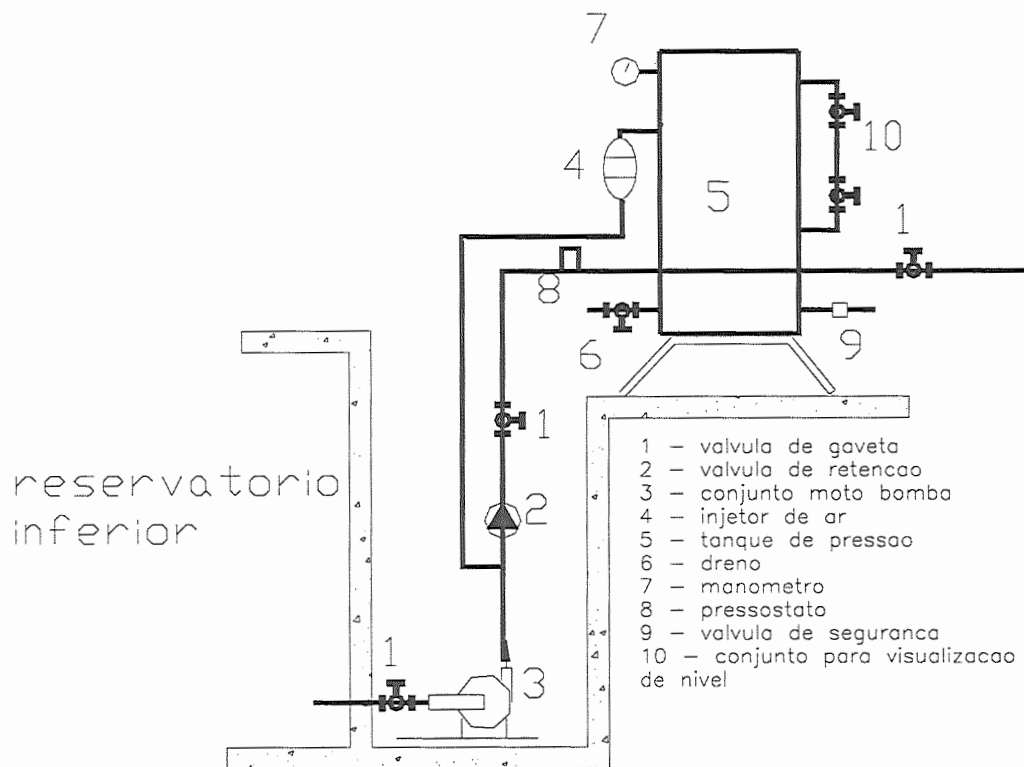 7
10
4
5
1
8
6
9
1
reservatorio
inferior
2
1
3
1 – valvula de gaveta
2 – valvula de retencao
3 – conjunto moto bomba
4 – injetor de ar
5 – tanque de pressao
6 – dreno
7 – manometro
8 – pressostato
9 – valvula de seguranca
10 – conjunto para visualizacao
de nivel